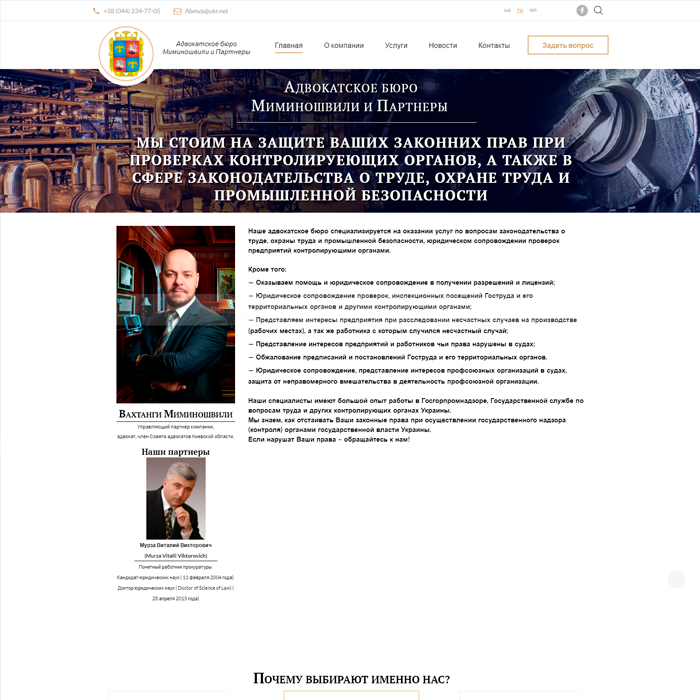 +38 (044) 234-77-05
Abmvp@ukr.net
ua ru en
f
Адвокатское бюро
Миминошвили и Партнеры
Главная
О компании
Услуги
Новости
Контакты
Задать вопрос
Адвокатское бюро
Миминошвили и Партнеры
МЫ СТОИМ НА ЗАЩИТЕ ВАШИХ ЗАКОННИХ ПРАВ ПРИ
ПРОВЕРКАХ КОНТРОЛИРУЕЮЩИХ ОРГАНОВ, А ТАКЖЕ В
СФЕРЕ ЗАКОНОДАТЕЛЬСТВА О ТРУДЕ, ОХРАНЕ ТРУДА И
ПРОМЫШЛЕННОЙ БЕЗОПАСНОСТИ
Наше адвокатское бюро специализируется на оказании услуг по вопросам законодательства о
труде, охраны труда и промышленной безопасности, юридическом сопровождении проверок
предприятий контролирующими органами.
Кроме того:
— Оказываем помощь и юридическое сопровождение в получении разрешений и лицензий;
— Юридическое сопровождение проверок, инспекционных посещений Гоструда и его
территориальных органов и другими контролирующими органами;
— Представляем интересы предприятия при расследовании несчастных случаев на производстве
(рабочих местах), а так же работника с которым случился несчастный случай;
— Представление интересов предприятий и работников чьи права нарушены в судах;
— Обжалование предписаний и постановлений Гоструда и его территориальных органов.
— Юридическое сопровождение, представление интересов профсоюзных организаций в судах,
защита от неправомерного вмешательства в деятельность профсоюзной организации.
Наши специалисты имеют большой опыт работы в Госгорпромнадзоре, Государственной службе по
вопросам труда и других контролирующих органах Украины.
Мы знаем, как отстаивать Ваши законные права при осуществлении государственного надзора
(контроля) органами государственной власти Украины.
Если нарушат Ваши права – обращайтесь к нам!
Вахтанги Миминошвили
Управляющий партнер компании,
адвокат, член Совета адвокатов Киевской области.
Наши партнеры
Мурза Виталий Викторович
(Murza Vitalii Viktorovich)
Почетный работник прокуратуры
Кандидат юридических наук ( 11 февраля 2004 года)
Доктор юридических наук ( Doctor of Science of Law) (
28 апреля 2015 года)
Почему выбирают именно нас?